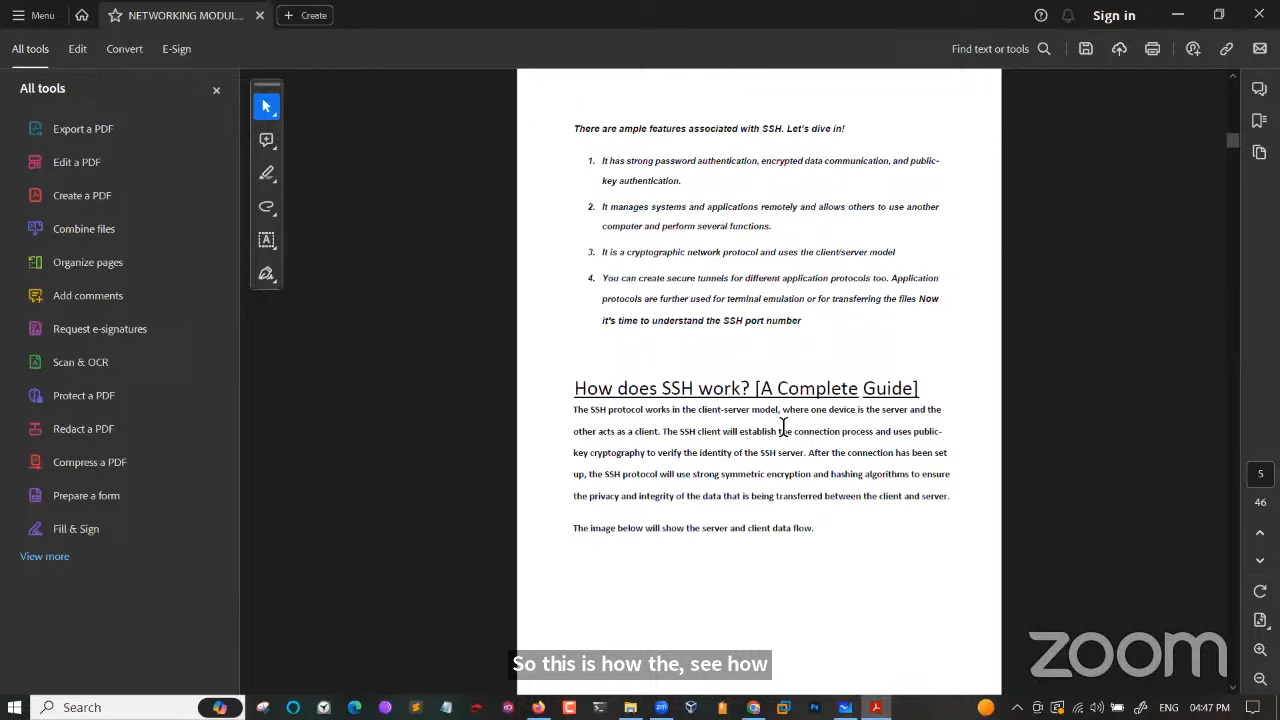 Menu
NETWORKING MODUL...
Create
Sign in
All tools
Edit
Convert
E-Sign
Find text or tools
All tools
Export a PDF
Edit a PDF
Create a PDF
Combine files
Organize pages
Add comments
Request e-signatures
Scan & OCR
Protect a PDF
Redact a PDF
Compress a PDF
Prepare a form
Fill & Sign
View more
There are ample features associated with SSH. Let's dive in!
1. It has strong password authentication, encrypted data communication, and public-
key authentication.
2. It manages systems and applications remotely and allows others to use another
computer and perform several functions.
3. It is a cryptographic network protocol and uses the client/server model
4. You can create secure tunnels for different application protocols too. Application
protocols are further used for terminal emulation or for transferring the files Now
it's time to understand the SSH port number
How does SSH work? [A Complete Guide]
The SSH protocol works in the client-server model, where one device is the server and the
other acts as a client. The SSH client will establish the connection process and uses public-
key cryptography to verify the identity of the SSH server. After the connection has been set
up, the SSH protocol will use strong symmetric encryption and hashing algorithms to ensure
the privacy and integrity of the data that is being transferred between the client and server.
The image below will show the server and client data flow.
5
46
So this is how the, see how
zoom
Search
ENG
04:47 PM